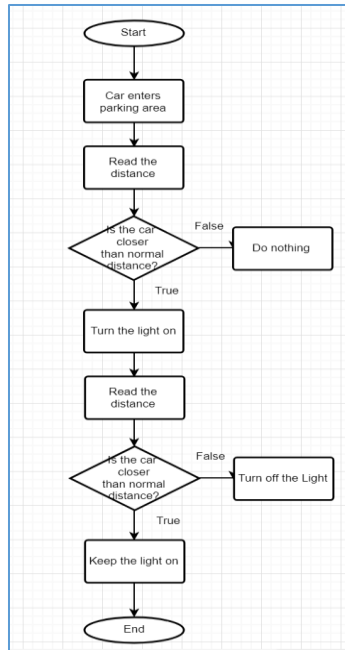 Start
Car enters
parking area
Read the
distance
Is the car
closer
than normal
distance?
False
Do nothing
True
Turn the light on
Read the
distance
Is the car
closer
than normal
distance?
False
Turn off the Light
True
Keep the light on
End